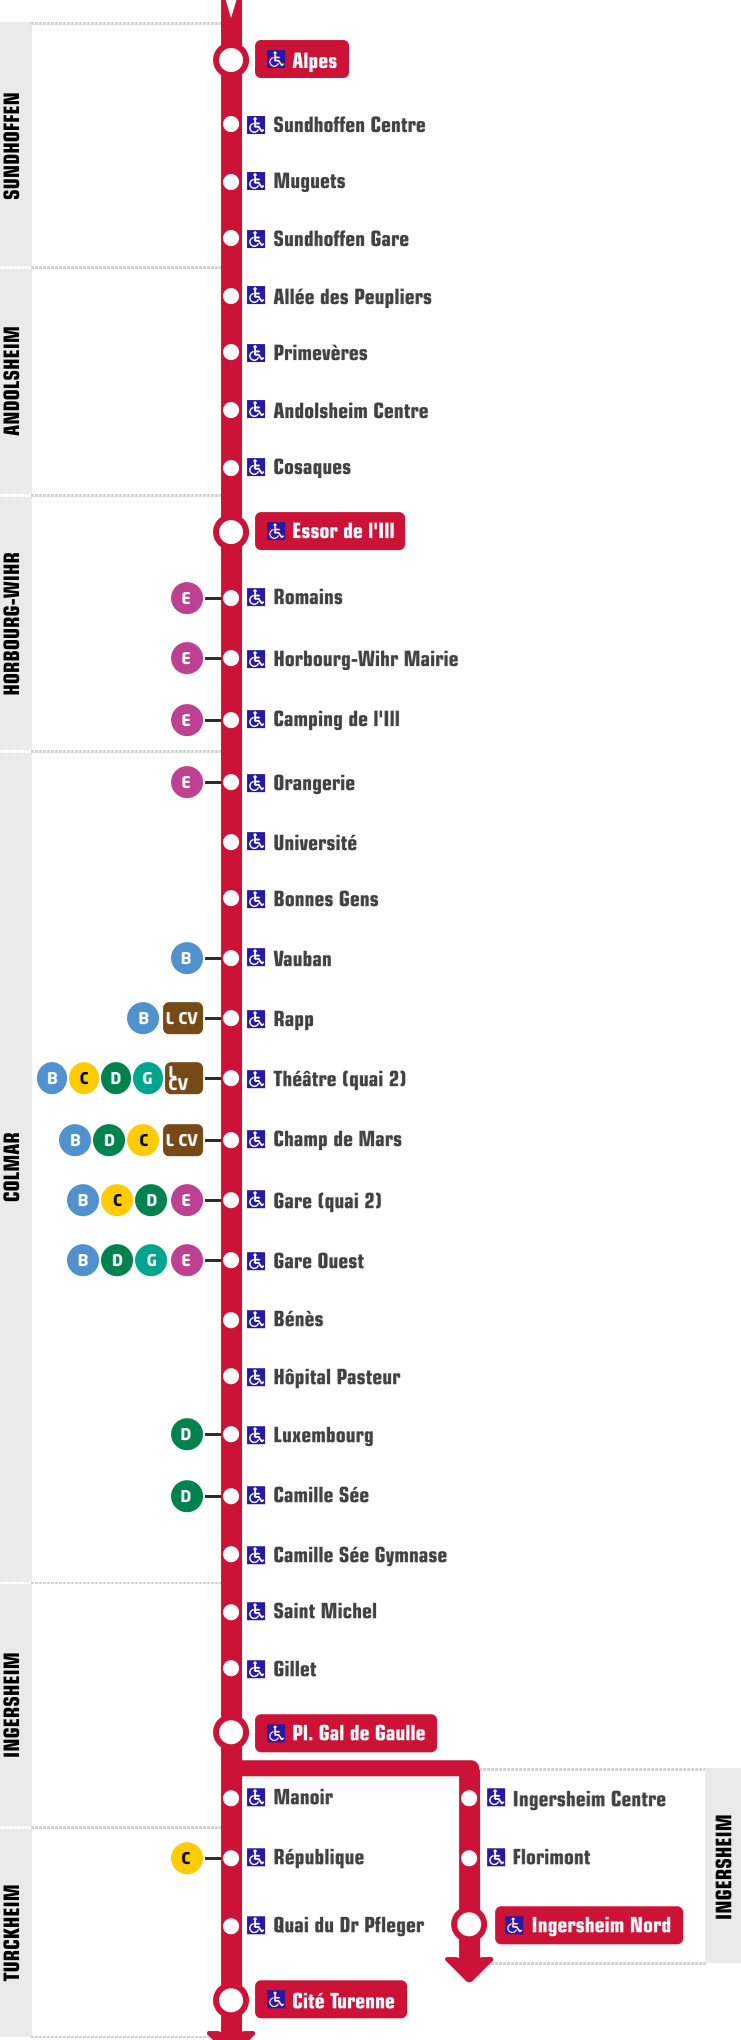 SUNDHOFFEN
Alpes
Sundhoffen Centre
Muguets
Sundhoffen Gare
ANDOLSHEIM
Allée des Peupliers
Primevères
Andolsheim Centre
Cosaques
HORBOURG-WIHR
Essor de l'Ill
E Romains
E Horbourg-Wihr Mairie
E Camping de l'Ill
COLMAR
E Orangerie
Université
Bonnes Gens
B Vauban
B L CV Rapp
B C D G L CV Théâtre (quai 2)
B D C L CV Champ de Mars
B C D E Gare (quai 2)
B D G E Gare Ouest
Bénès
Hôpital Pasteur
D Luxembourg
D Camille Sée
Camille Sée Gymnase
INGERSHEIM
Saint Michel
Gillet
Pl. Gal de Gaulle
Manoir
TURCKHEIM
C République
Quai du Dr Pfleger
Cité Turenne
INGERSHEIM
Ingersheim Centre
Florimont
Ingersheim Nord